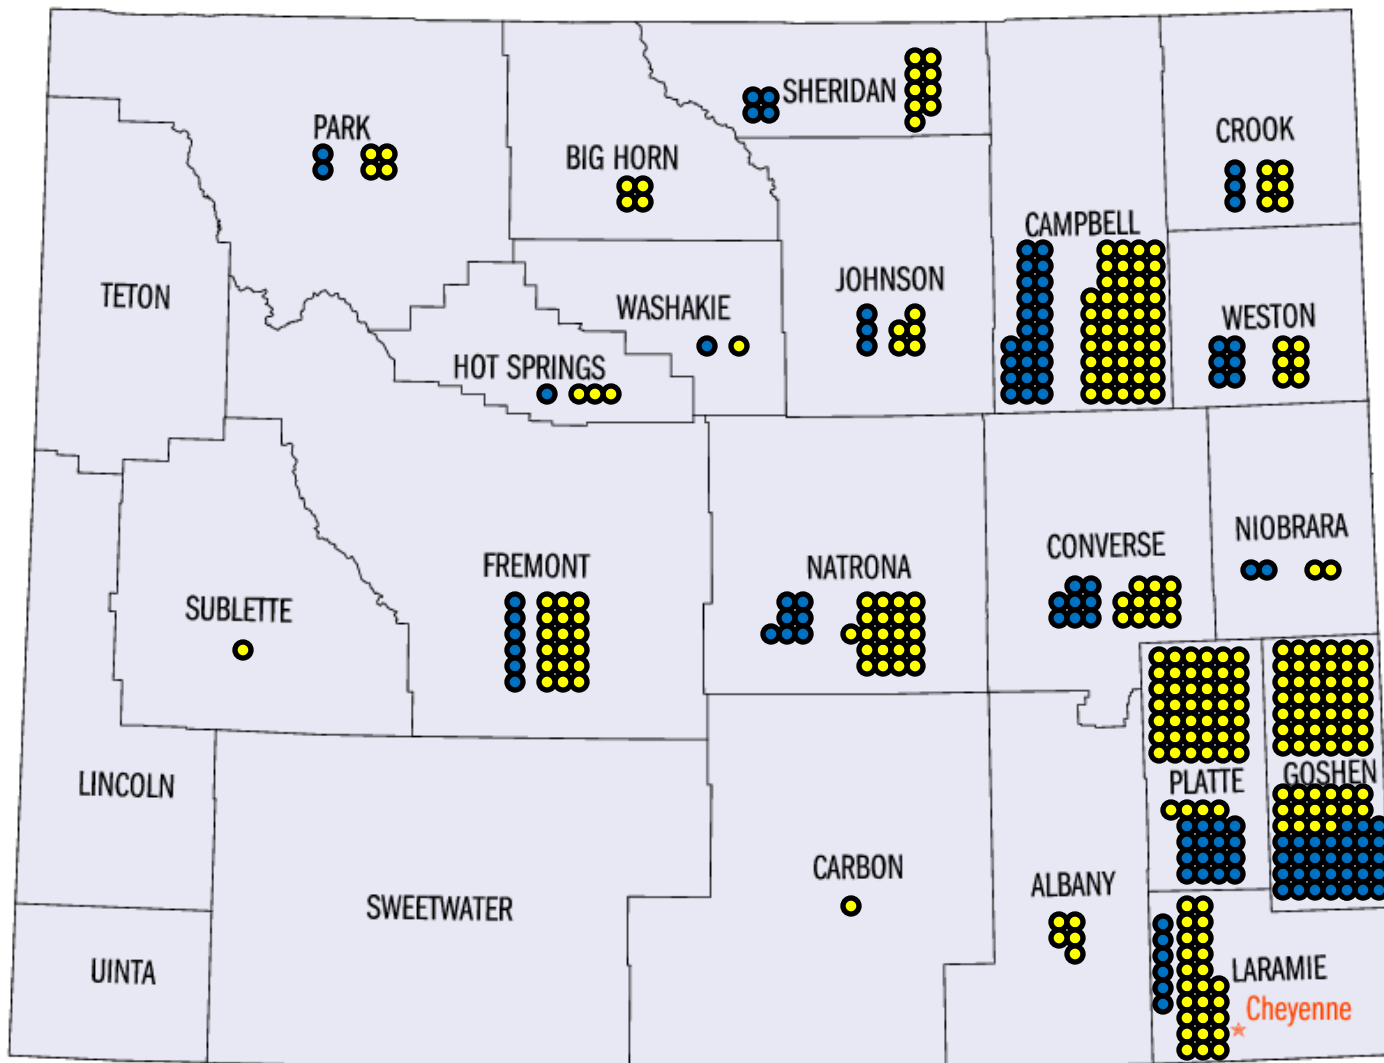 SHERIDAN
PARK
CROOK
BIG HORN
CAMPBELL
JOHNSON
TETON
WASHAKIE
WESTON
HOT SPRINGS
NIOBRARA
CONVERSE
FREMONT
NATRONA
SUBLETTE
GOSHEN
PLATTE
LINCOLN
CARBON
ALBANY
SWEETWATER
LARAMIE
UINTA
Cheyenne